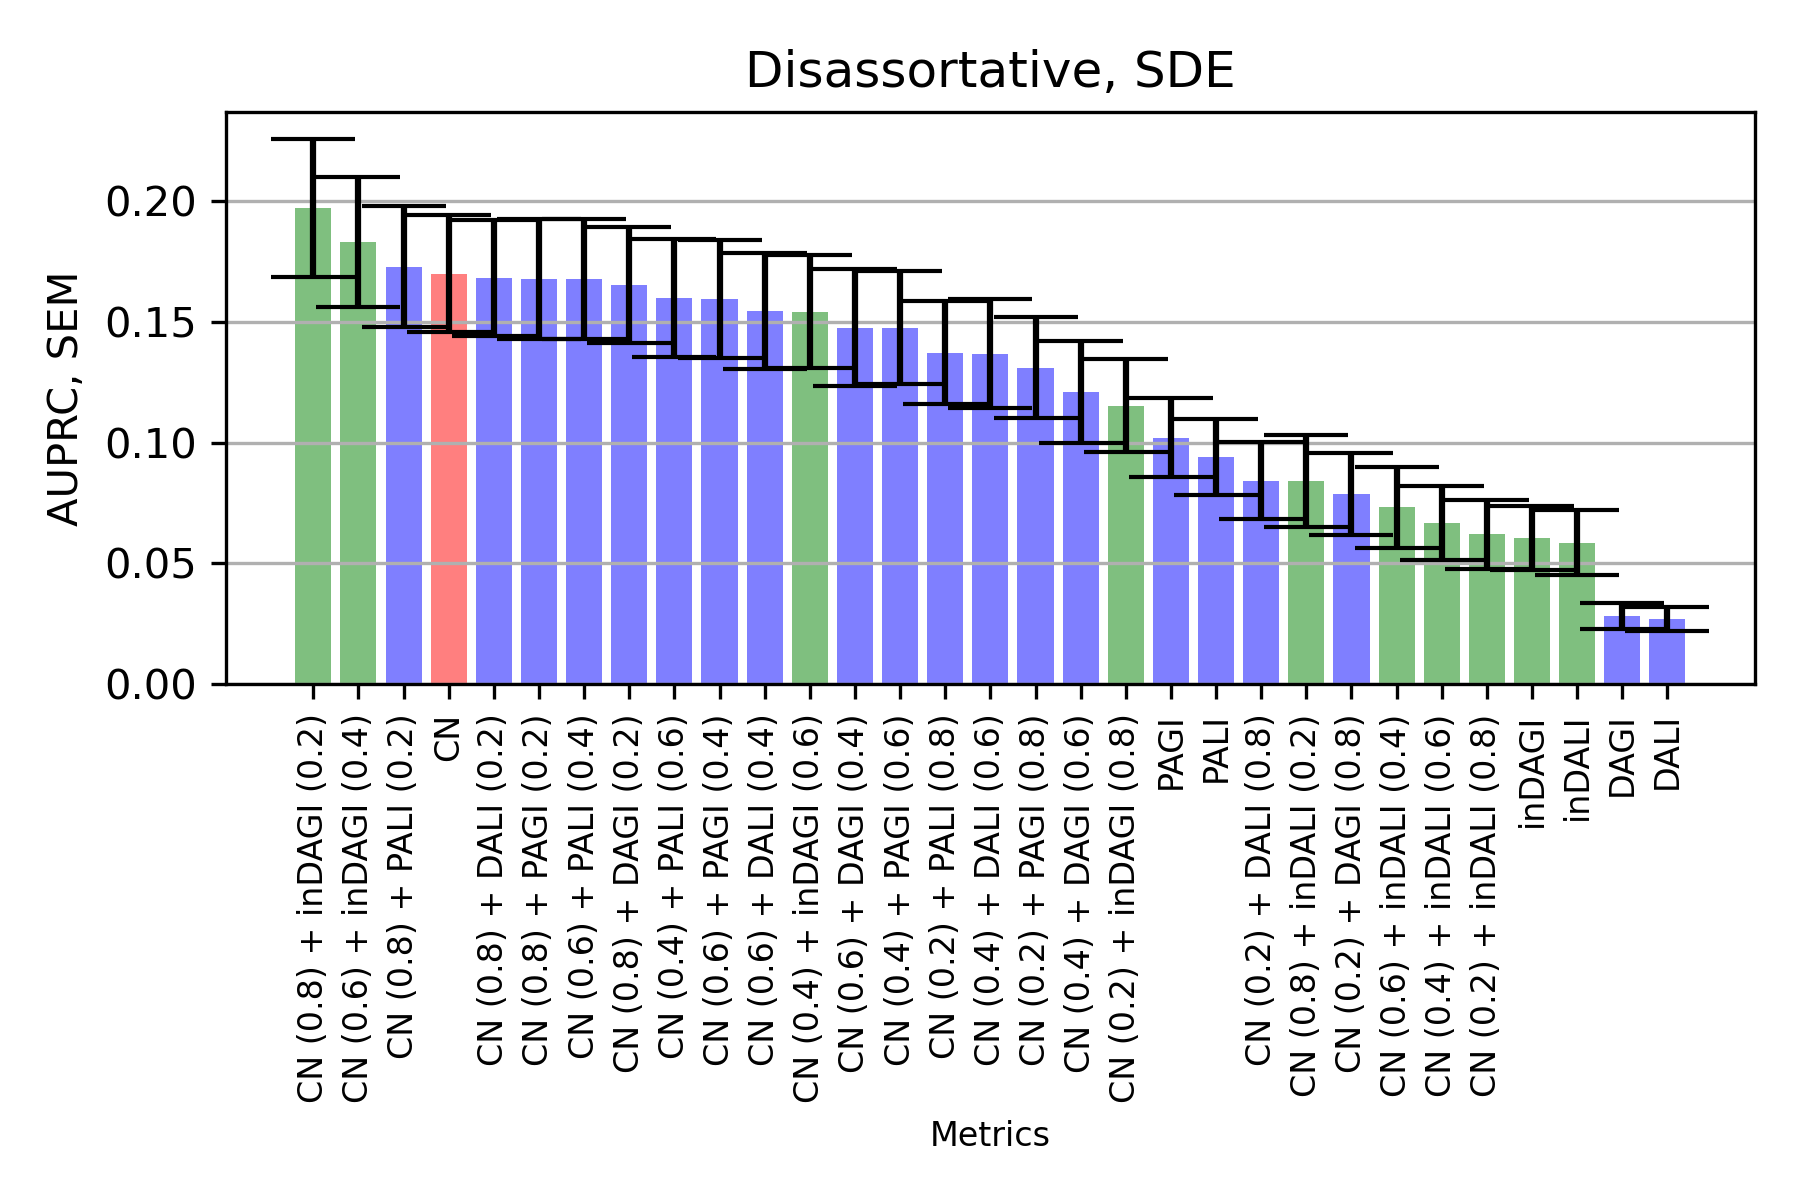 Disassortative, SDE
AUPRC, SEM
0.20
0.15
0.10
0.05
0.00
CN (0.8) + inDAGI (0.2)
CN (0.6) + inDAGI (0.4)
CN (0.8) + PALI (0.2)
CN
CN (0.8) + DALI (0.2)
CN (0.8) + PAGI (0.2)
CN (0.6) + PALI (0.4)
CN (0.8) + DAGI (0.2)
CN (0.4) + PALI (0.6)
CN (0.6) + PAGI (0.4)
CN (0.6) + DALI (0.4)
CN (0.4) + inDAGI (0.6)
CN (0.6) + DAGI (0.4)
CN (0.4) + PAGI (0.6)
CN (0.2) + PALI (0.8)
CN (0.4) + DALI (0.6)
CN (0.2) + PAGI (0.8)
CN (0.4) + DAGI (0.6)
CN (0.2) + inDAGI (0.8)
PAGI
PALI
CN (0.2) + DALI (0.8)
CN (0.8) + inDALI (0.2)
CN (0.2) + DAGI (0.8)
CN (0.6) + inDALI (0.4)
CN (0.4) + inDALI (0.6)
CN (0.2) + inDALI (0.8)
inDAGI
inDALI
DAGI
DALI
Metrics